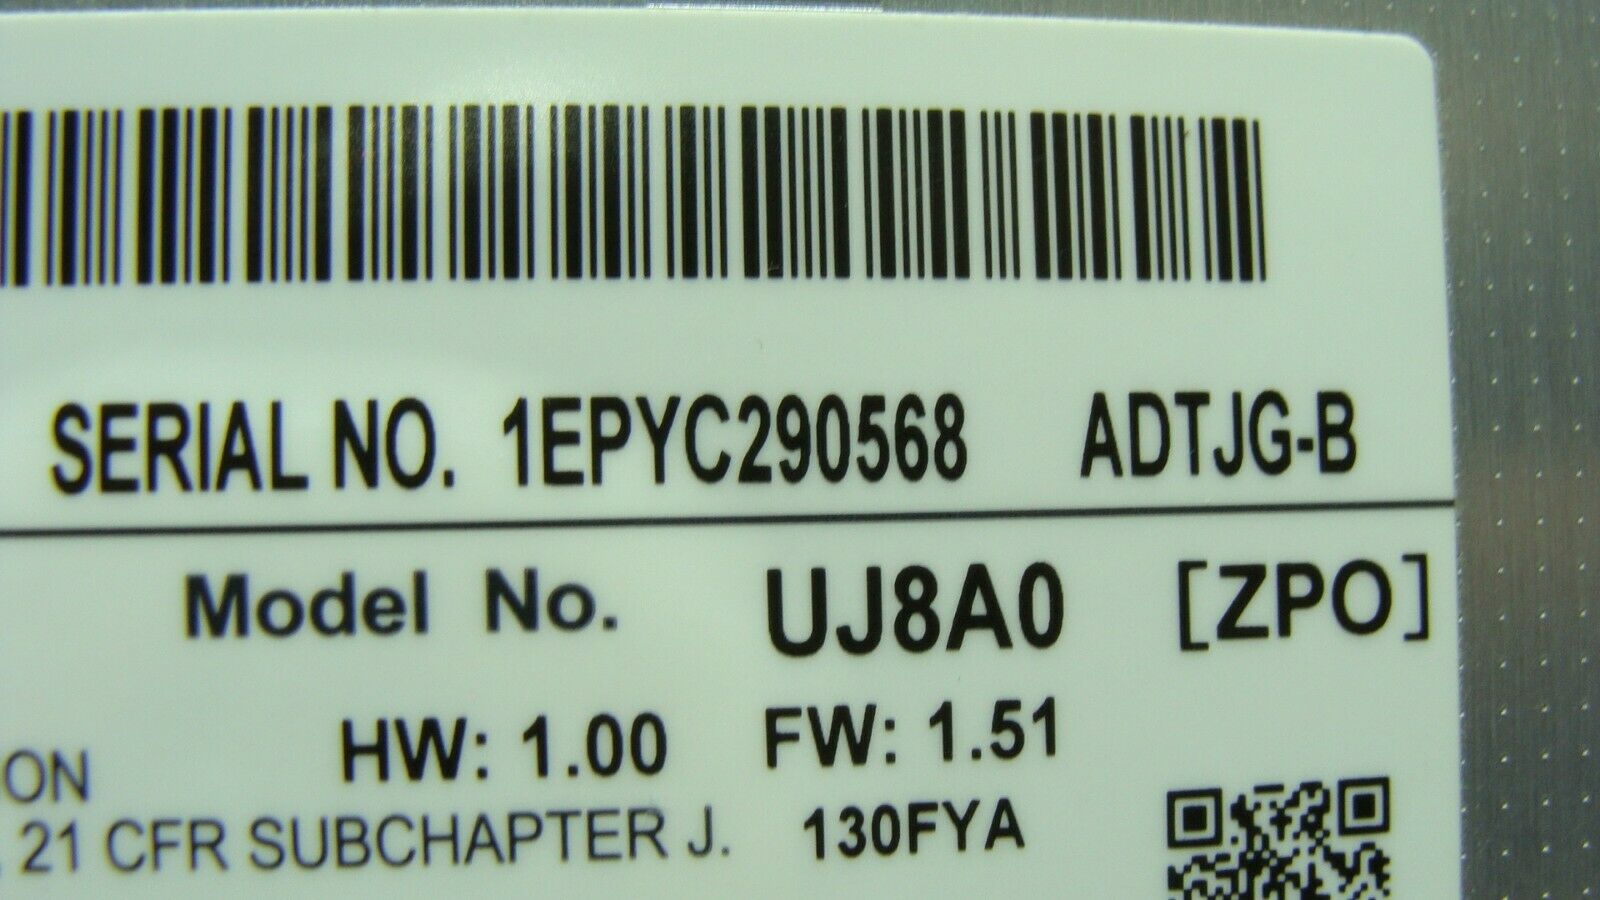 SERIAL NO. 1EPYC290568 ADTJG-B
Model No. UJ8A0 [ZPO]
HW: 1.00 FW: 1.51
ON
21 CFR SUBCHAPTER J. 130FYA